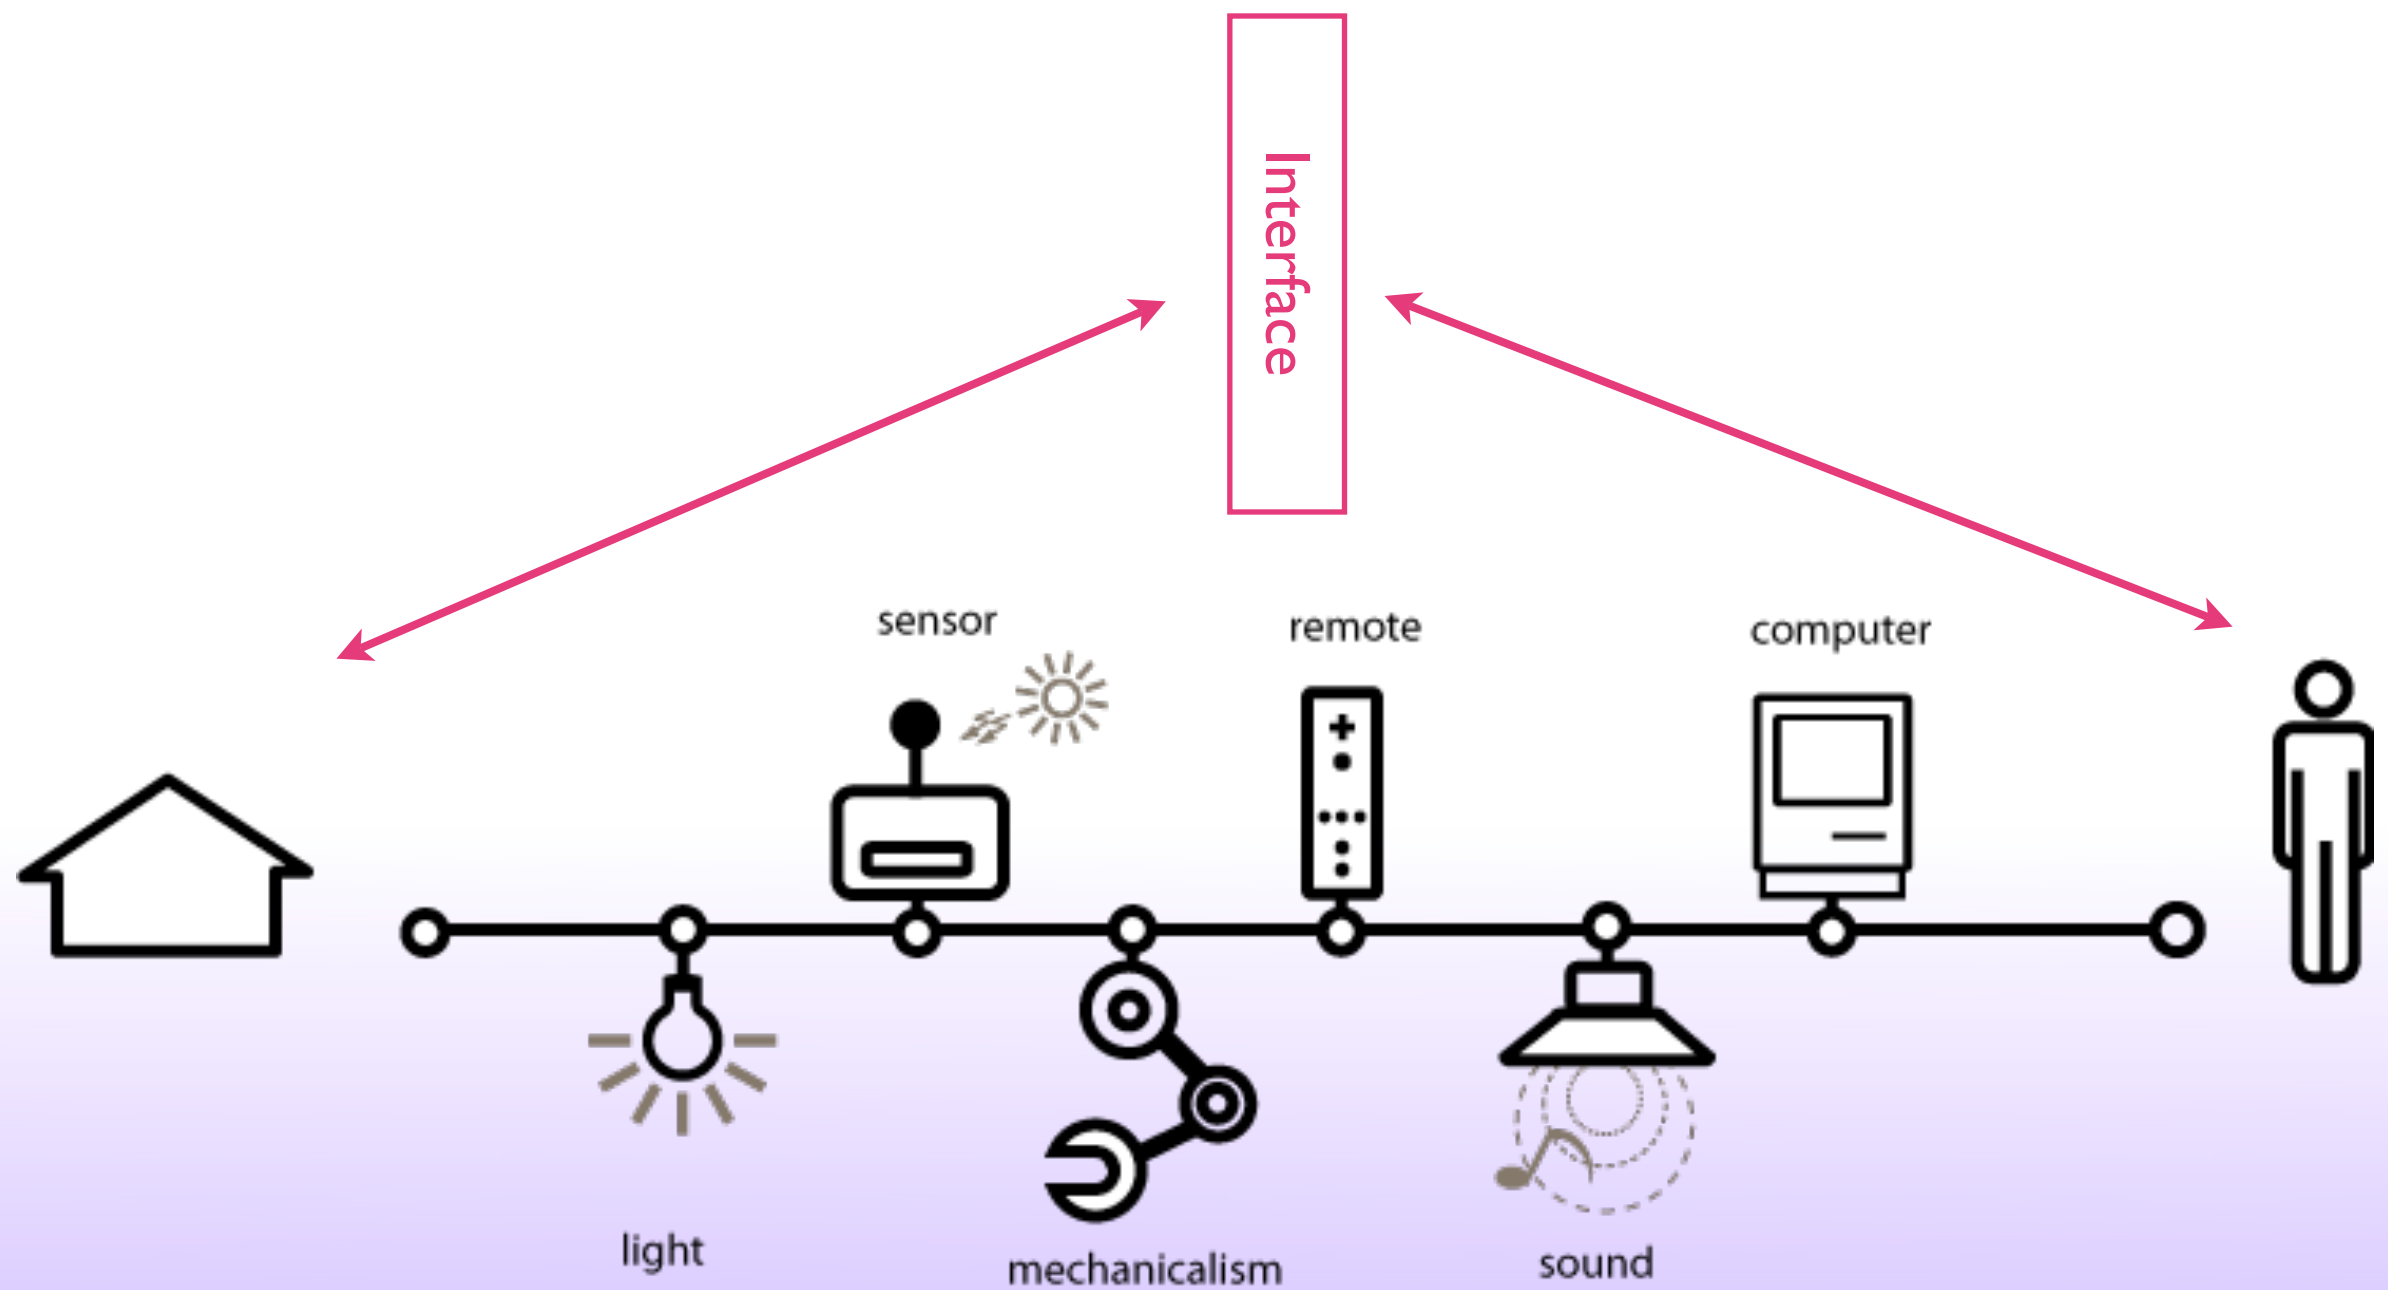 Interface
sensor
remote
computer
light
mechanicalism
sound